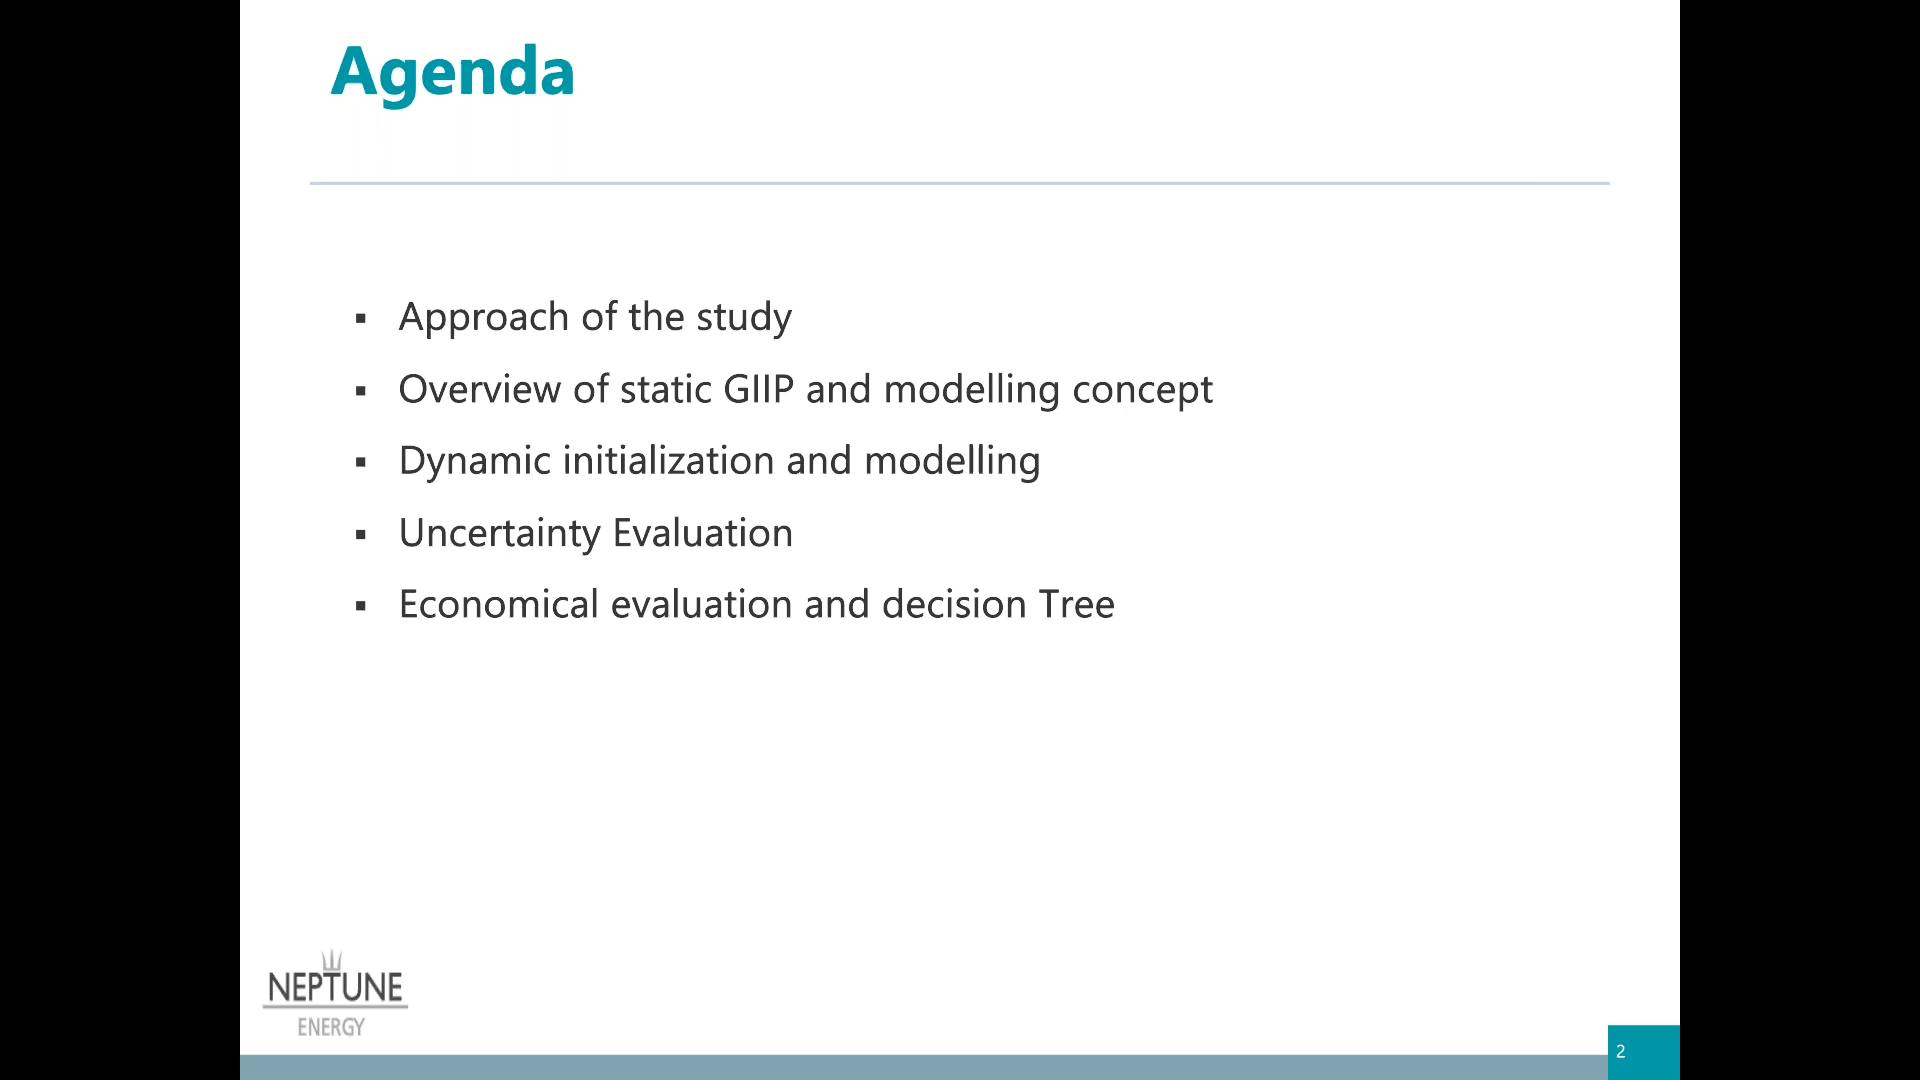 Agenda
▪ Approach of the study
▪ Overview of static GIIP and modelling concept
▪ Dynamic initialization and modelling
▪ Uncertainty Evaluation
▪ Economical evaluation and decision Tree
NEPTUNE
ENERGY
2